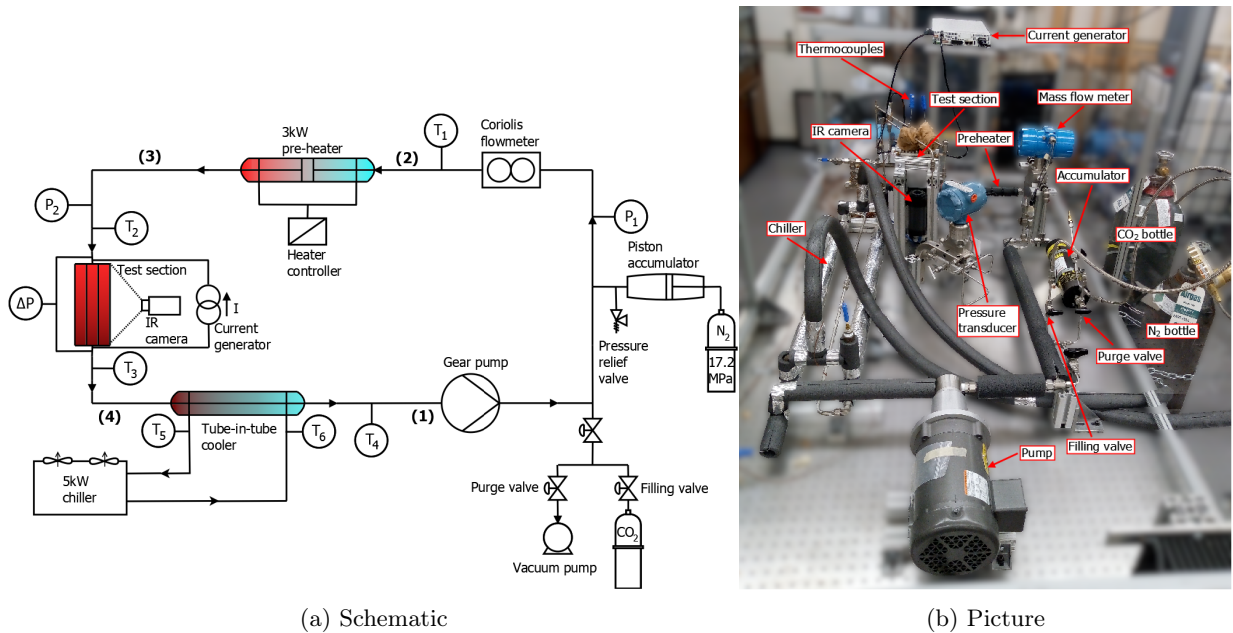 3kW
pre-heater
T1
Coriolis
flowmeter
(3)
(2)
P2
T2
Heater
controller
P1
Piston
accumulator
Test section
ΔP
IR
camera
I
Current
generator
N2
17.2
MPa
Pressure
relief
valve
T3
Gear pump
(4)
(1)
T5
Tube-in-tube
cooler
T6
T4
5kW
chiller
Purge valve
Filling valve
CO2
Vacuum pump
(a) Schematic
Current generator
Thermocouples
Test section
Mass flow meter
IR camera
Preheater
Accumulator
Chiller
CO2 bottle
Airgas
Pressure
transducer
N2 bottle
Purge valve
Filling valve
Pump
(b) Picture